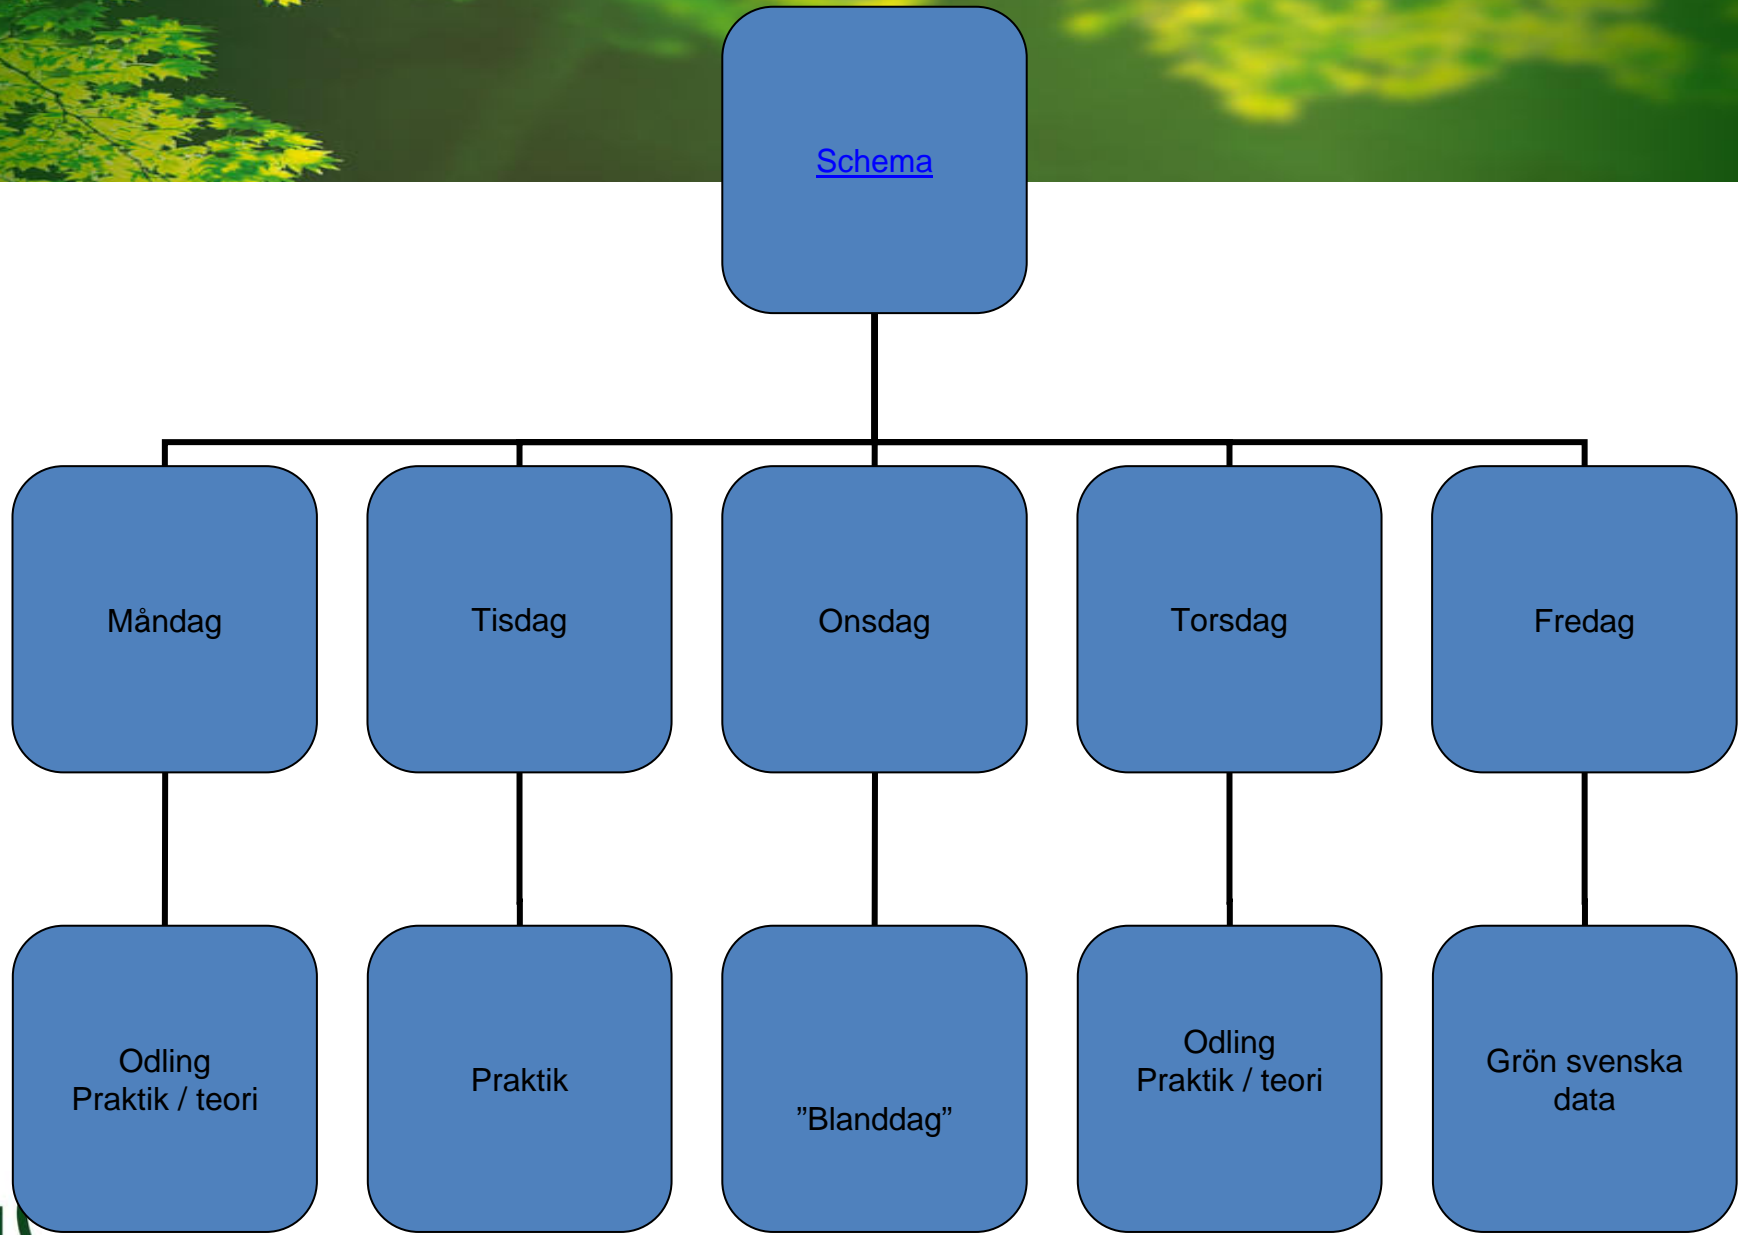 Schema
Måndag
Tisdag
Onsdag
Torsdag
Fredag
Odling
Praktik / teori
Praktik
”Blanddag”
Odling
Praktik / teori
Grön svenska
data